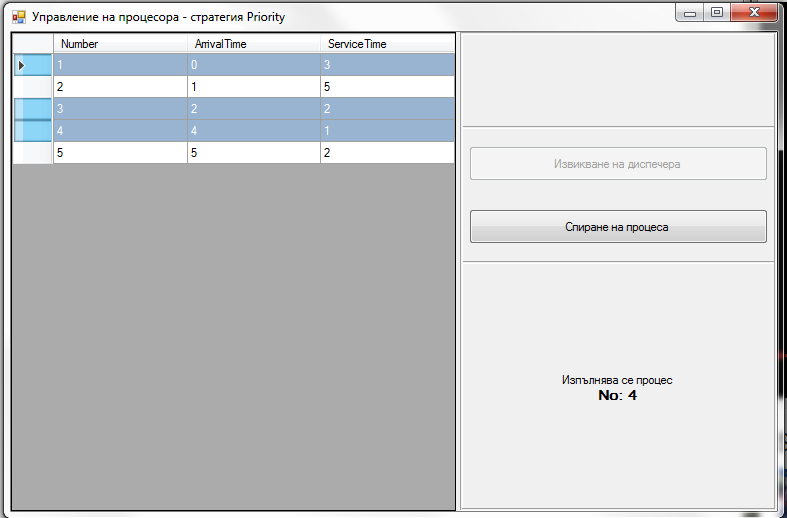 Управление на процесора - стратегия Priority
Number ArrivalTime ServiceTime
1 0 3
2 1 5
3 2 2
4 4 1
5 5 2
Извикване на диспечера
Спиране на процеса
Изпълнява се процес
No: 4